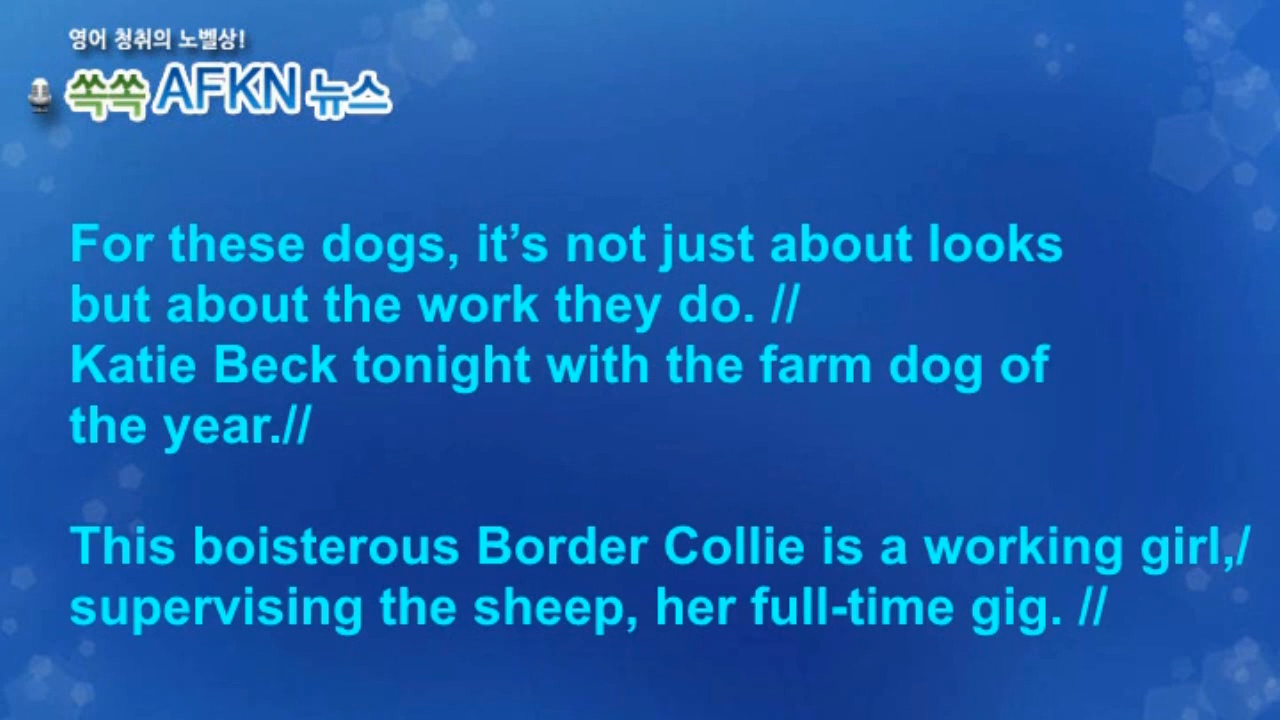 영어 청취의 노벨상!
쏙쏙 AFKN 뉴스
For these dogs, it’s not just about looks
but about the work they do. //
Katie Beck tonight with the farm dog of
the year.//
This boisterous Border Collie is a working girl,/
supervising the sheep, her full-time gig. //